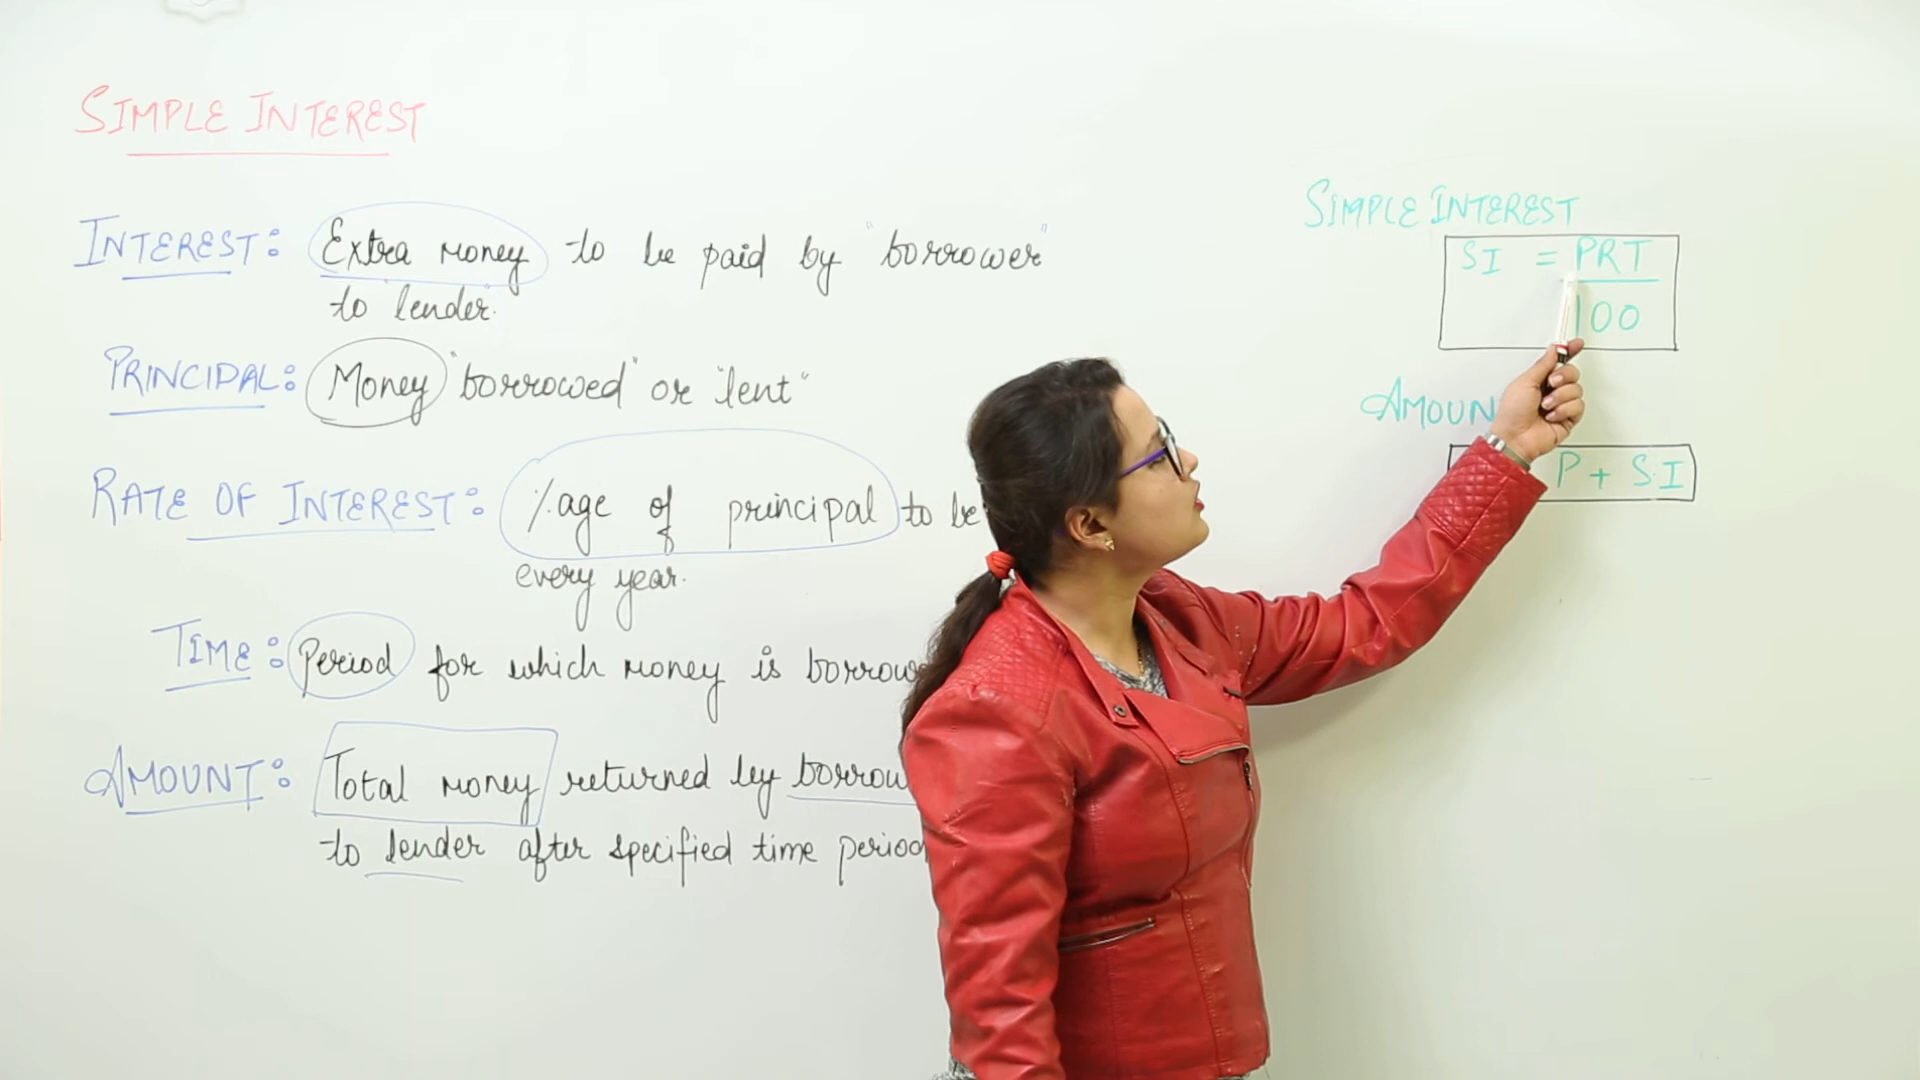 SIMPLE INTEREST
INTEREST: Extra money to be paid by "borrower"
to "lender".
PRINCIPAL: Money "borrowed" or "lent"
RATE OF INTEREST: %age of principal to be
every year.
TIME: Period for which money is
AMOUNT: Total money returned by
to lender after specified time period
SIMPLE INTEREST
SI = PRT
100
P + S.I